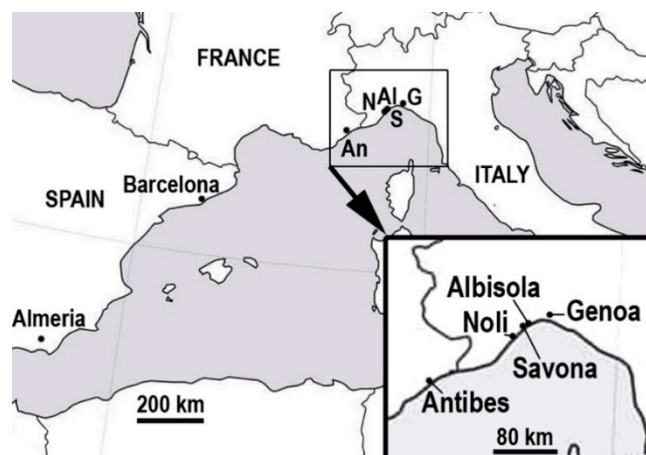 FRANCE
N Al G
S
An
SPAIN
Barcelona
ITALY
Almeria
200 km
Albisola
Noli
Genoa
Savona
Antibes
80 km